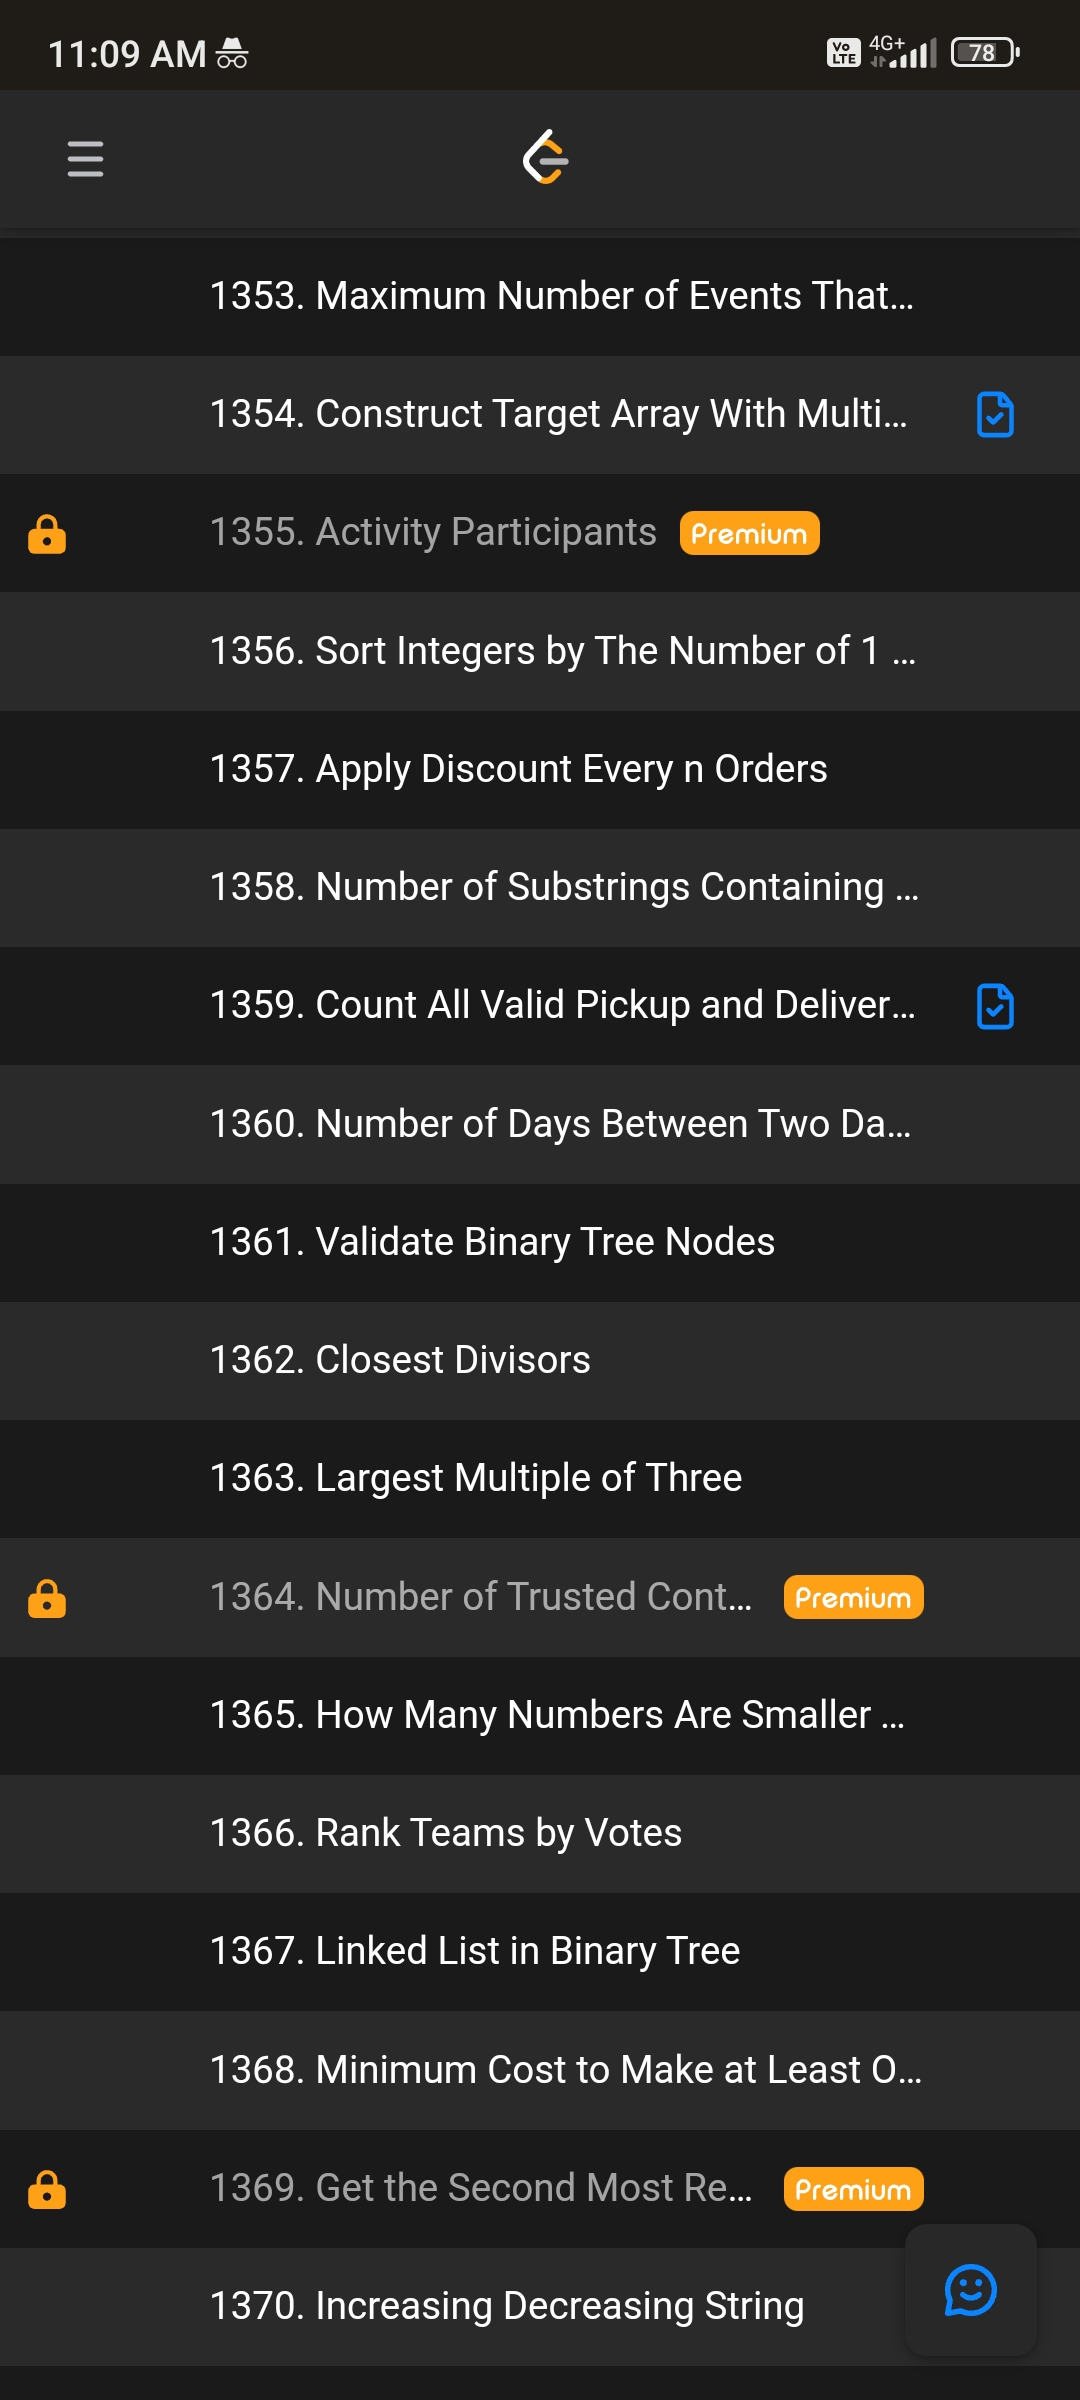 11:09 AM
Vo LTE 4G+ 78
1353. Maximum Number of Events That...
1354. Construct Target Array With Multi...
1355. Activity Participants Premium
1356. Sort Integers by The Number of 1 ...
1357. Apply Discount Every n Orders
1358. Number of Substrings Containing ...
1359. Count All Valid Pickup and Deliver...
1360. Number of Days Between Two Da...
1361. Validate Binary Tree Nodes
1362. Closest Divisors
1363. Largest Multiple of Three
1364. Number of Trusted Cont... Premium
1365. How Many Numbers Are Smaller ...
1366. Rank Teams by Votes
1367. Linked List in Binary Tree
1368. Minimum Cost to Make at Least O...
1369. Get the Second Most Re... Premium
1370. Increasing Decreasing String